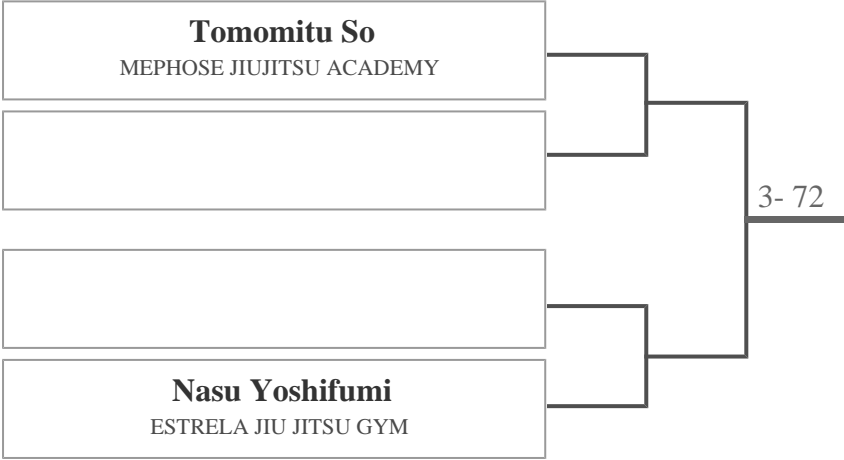 Tomomitu So
MEPHOSE JIUJITSU ACADEMY
3- 72
Nasu Yoshifumi
ESTRELA JIU JITSU GYM